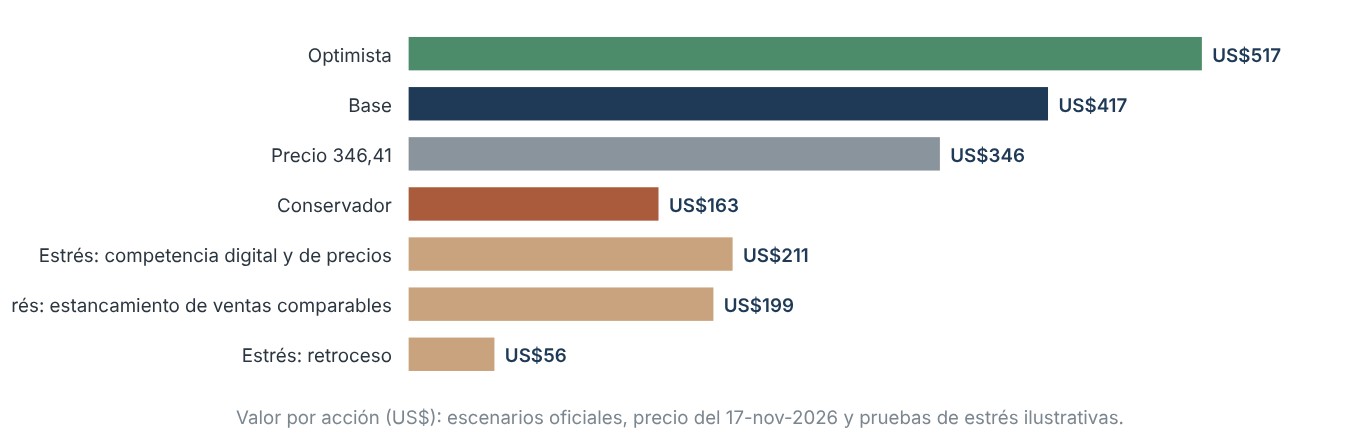 Optimista US$517
Base US$417
Precio 346,41 US$346
Conservador US$163
Estrés: competencia digital y de precios US$211
rés: estancamiento de ventas comparables US$199
Estrés: retroceso US$56
Valor por acción (US$): escenarios oficiales, precio del 17-nov-2026 y pruebas de estrés ilustrativas.